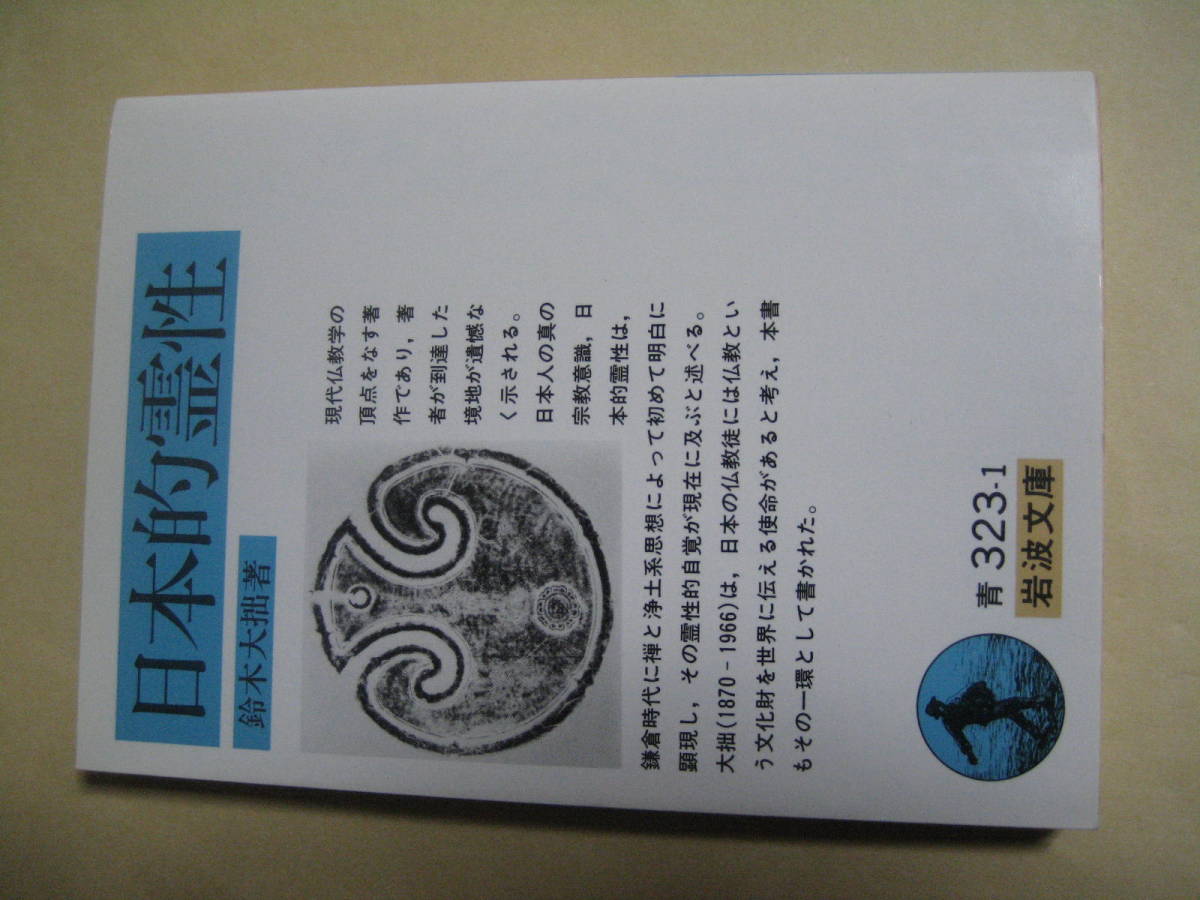 日本的霊性
鈴木大拙著
現代仏教学の
頂点をなす著
作であり，著
者が到達した
境地が遺憾な
く示される。
日本人の真の
宗教意識，日
本的霊性は，
鎌倉時代に禅と浄土系思想によって初めて明白に
顕現し，その霊性的自覚が現在に及ぶと述べる。
大拙(1870-1966)は，日本の仏教徒には仏教とい
う文化財を世界に伝える使命があると考え，本書
もその一環として書かれた。
青323-1
岩波文庫